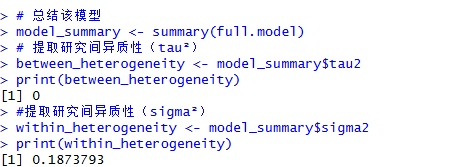 > # 总结该模型
> model_summary <- summary(full.model)
> # 提取研究间异质性（tau²）
> between_heterogeneity <- model_summary$tau2
> print(between_heterogeneity)
[1] 0
> #提取研究间异质性（sigma²）
> within_heterogeneity <- model_summary$sigma2
> print(within_heterogeneity)
[1] 0.1873793